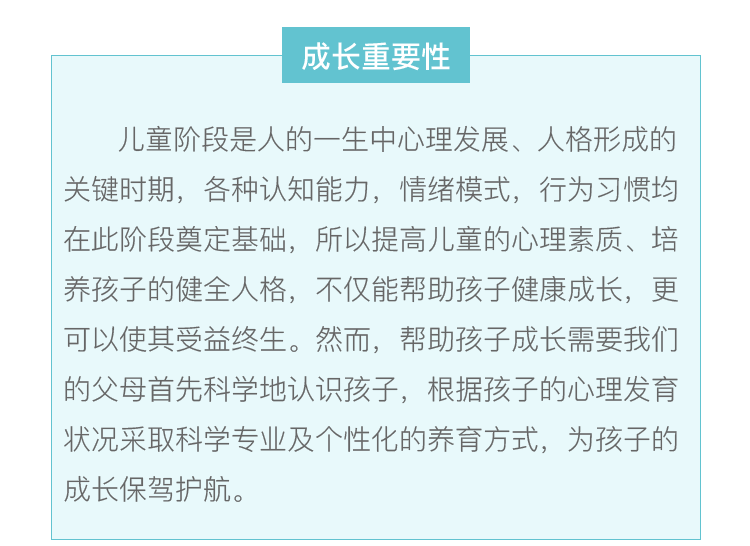 成长重要性
儿童阶段是人的一生中心理发展、人格形成的
关键时期，各种认知能力，情绪模式，行为习惯均
在此阶段奠定基础，所以提高儿童的心理素质、培
养孩子的健全人格，不仅能帮助孩子健康成长，更
可以使其受益终生。然而，帮助孩子成长需要我们
的父母首先科学地认识孩子，根据孩子的心理发育
状况采取科学专业及个性化的养育方式，为孩子的
成长保驾护航。